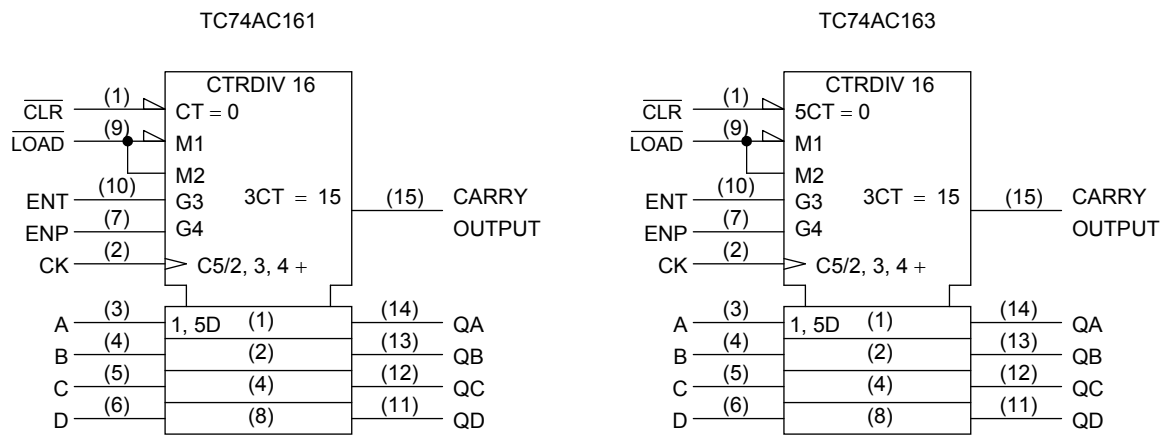 TC74AC161
CTRDIV 16
CLR (1) CT = 0
LOAD (9) M1
M2
ENT (10) G3 3CT = 15 (15) CARRY OUTPUT
ENP (7) G4
CK (2) C5/2, 3, 4 +
A (3) 1, 5D (1) (14) QA
B (4) (2) (13) QB
C (5) (4) (12) QC
D (6) (8) (11) QD
TC74AC163
CTRDIV 16
CLR (1) 5CT = 0
LOAD (9) M1
M2
ENT (10) G3 3CT = 15 (15) CARRY OUTPUT
ENP (7) G4
CK (2) C5/2, 3, 4 +
A (3) 1, 5D (1) (14) QA
B (4) (2) (13) QB
C (5) (4) (12) QC
D (6) (8) (11) QD